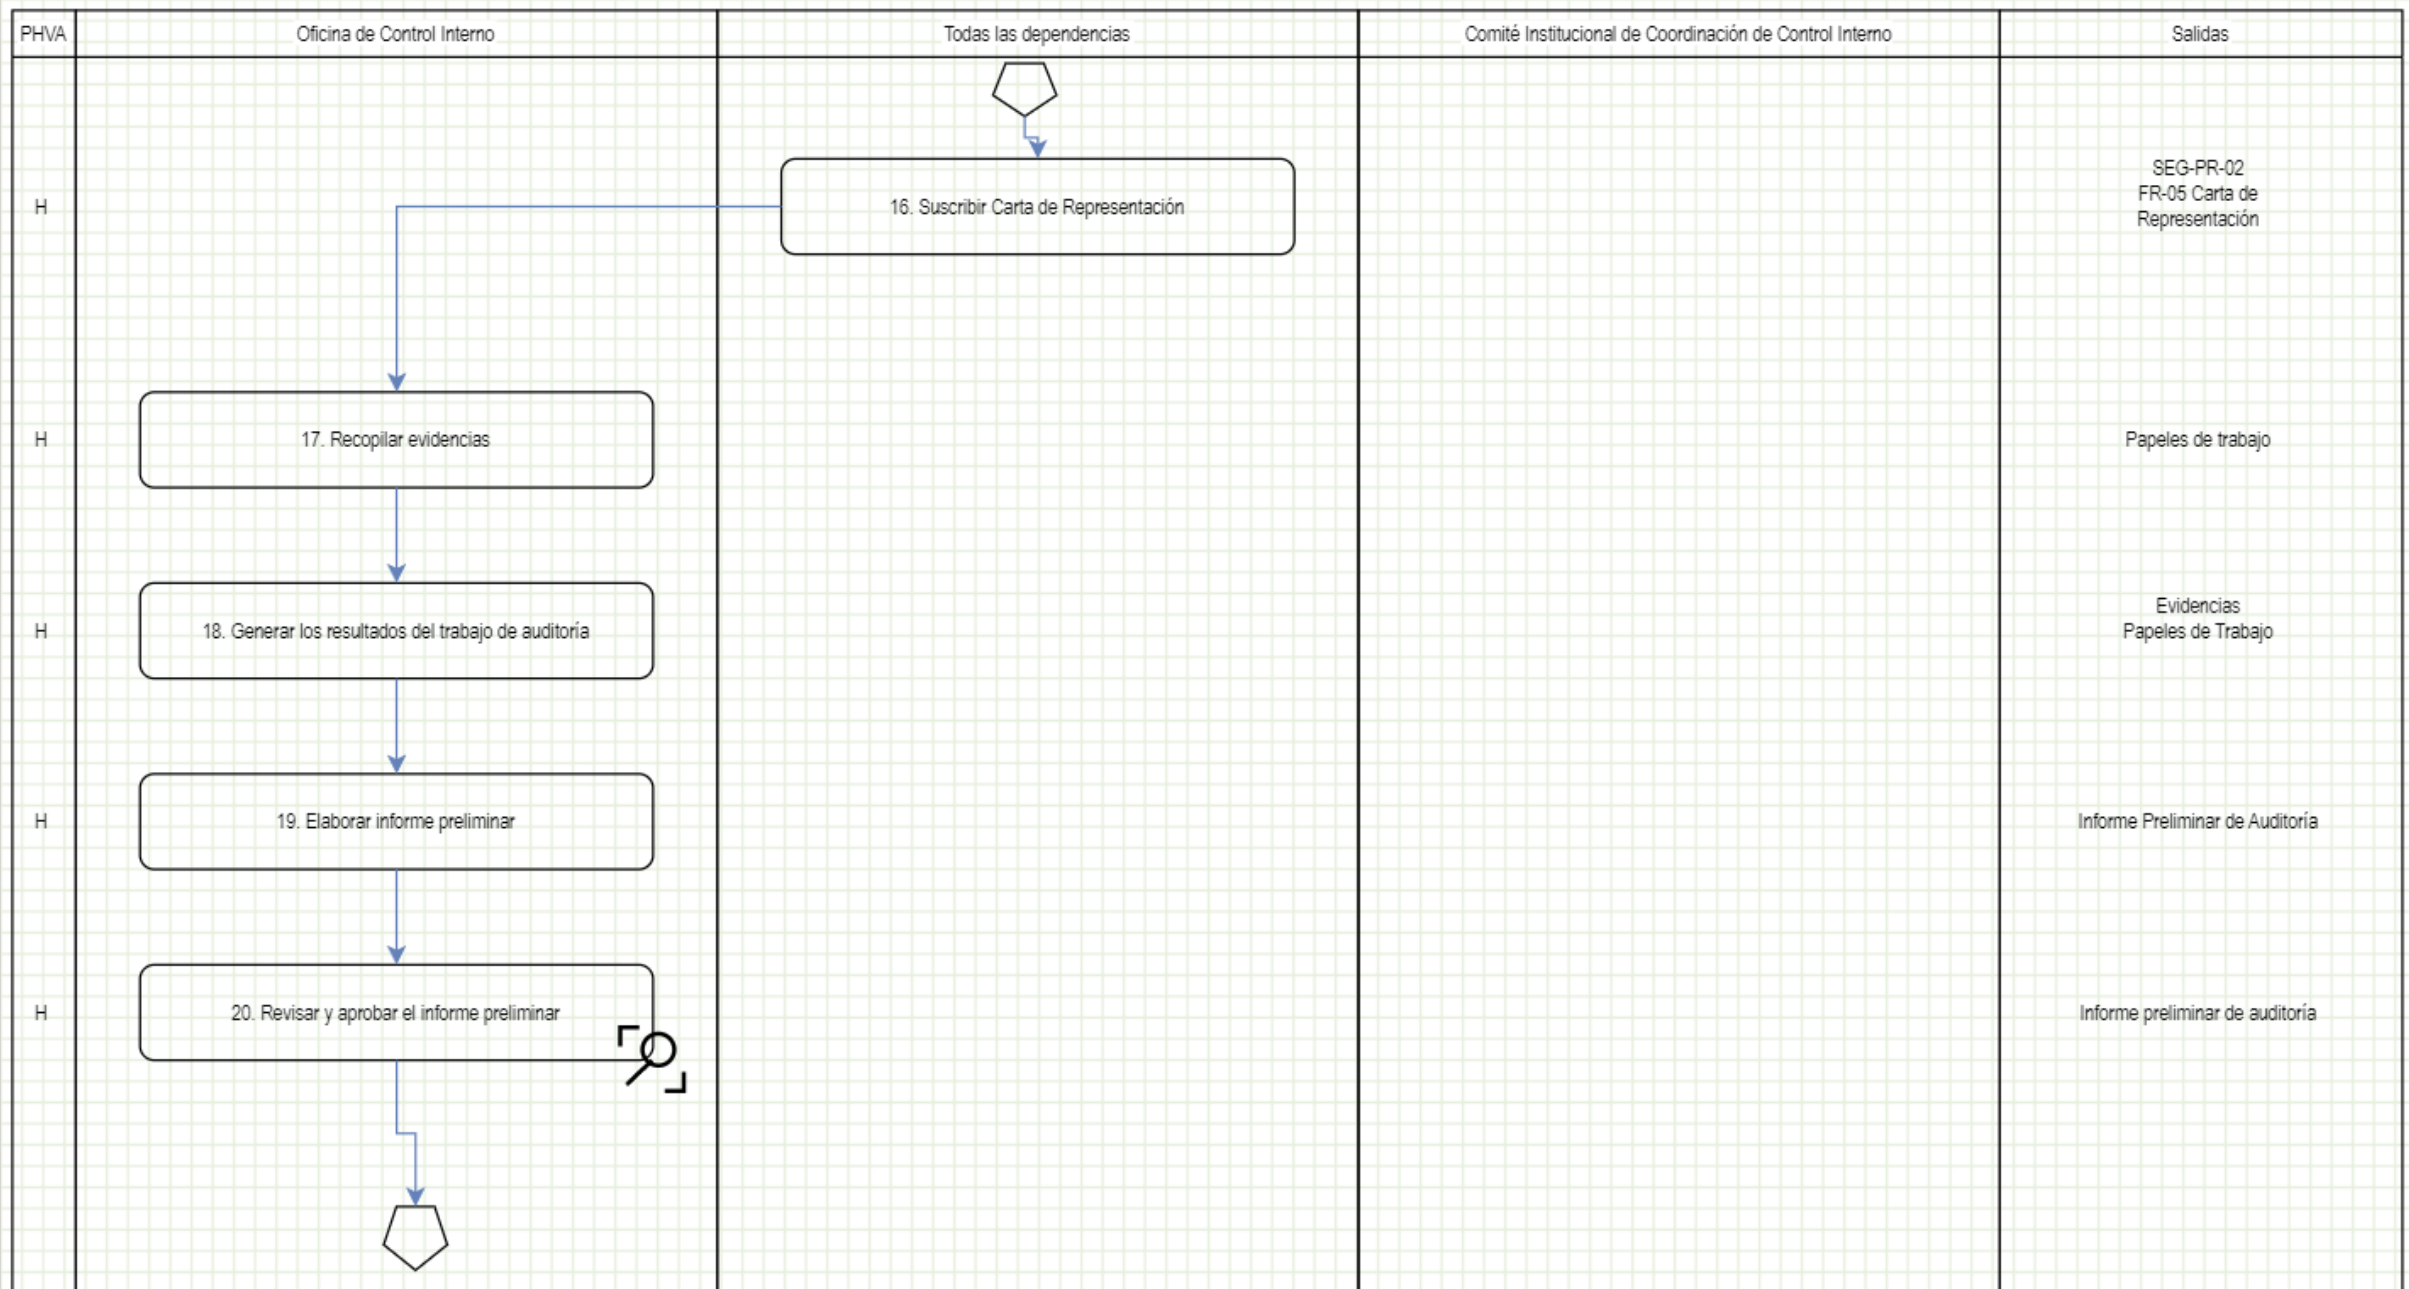 PHVA
Oficina de Control Interno
Todas las dependencias
Comité Institucional de Coordinación de Control Interno
Salidas
H
16. Suscribir Carta de Representación
SEG-PR-02
FR-05 Carta de
Representación
H
17. Recopilar evidencias
Papeles de trabajo
H
18. Generar los resultados del trabajo de auditoría
Evidencias
Papeles de Trabajo
H
19. Elaborar informe preliminar
Informe Preliminar de Auditoría
H
20. Revisar y aprobar el informe preliminar
Informe preliminar de auditoría